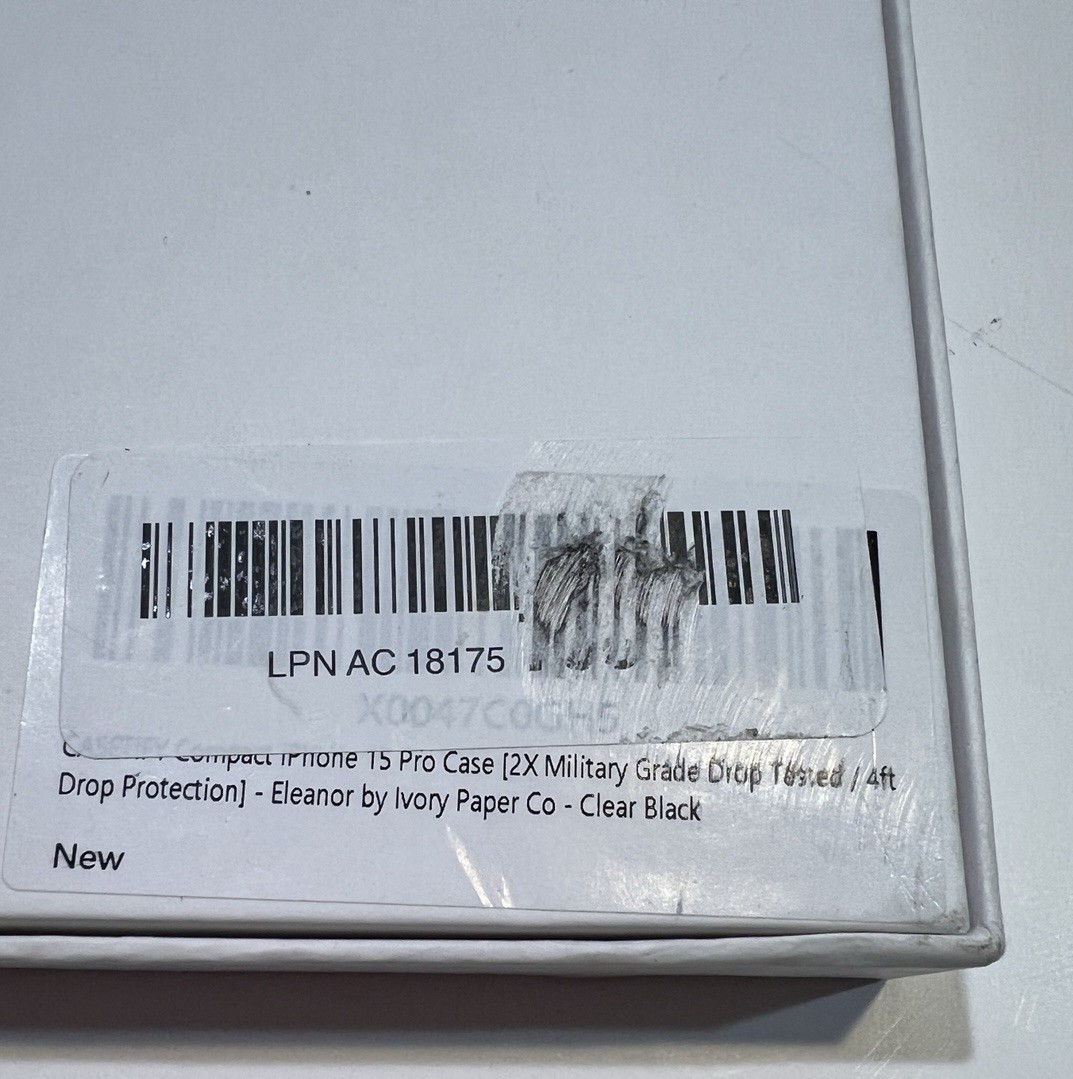 LPN AC 18175
Compact iPhone 15 Pro Case [2X Military Grade Drop Tested / 4ft
Drop Protection] - Eleanor by Ivory Paper Co - Clear Black
New